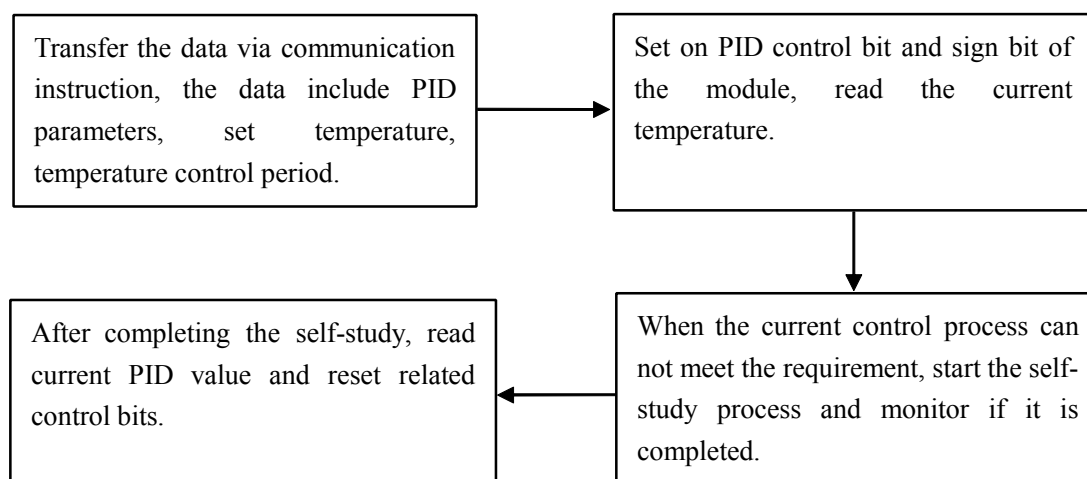 Transfer the data via communication
instruction, the data include PID
parameters, set temperature,
temperature control period.
Set on PID control bit and sign bit of
the module, read the current
temperature.
When the current control process can
not meet the requirement, start the self-
study process and monitor if it is
completed.
After completing the self-study, read
current PID value and reset related
control bits.